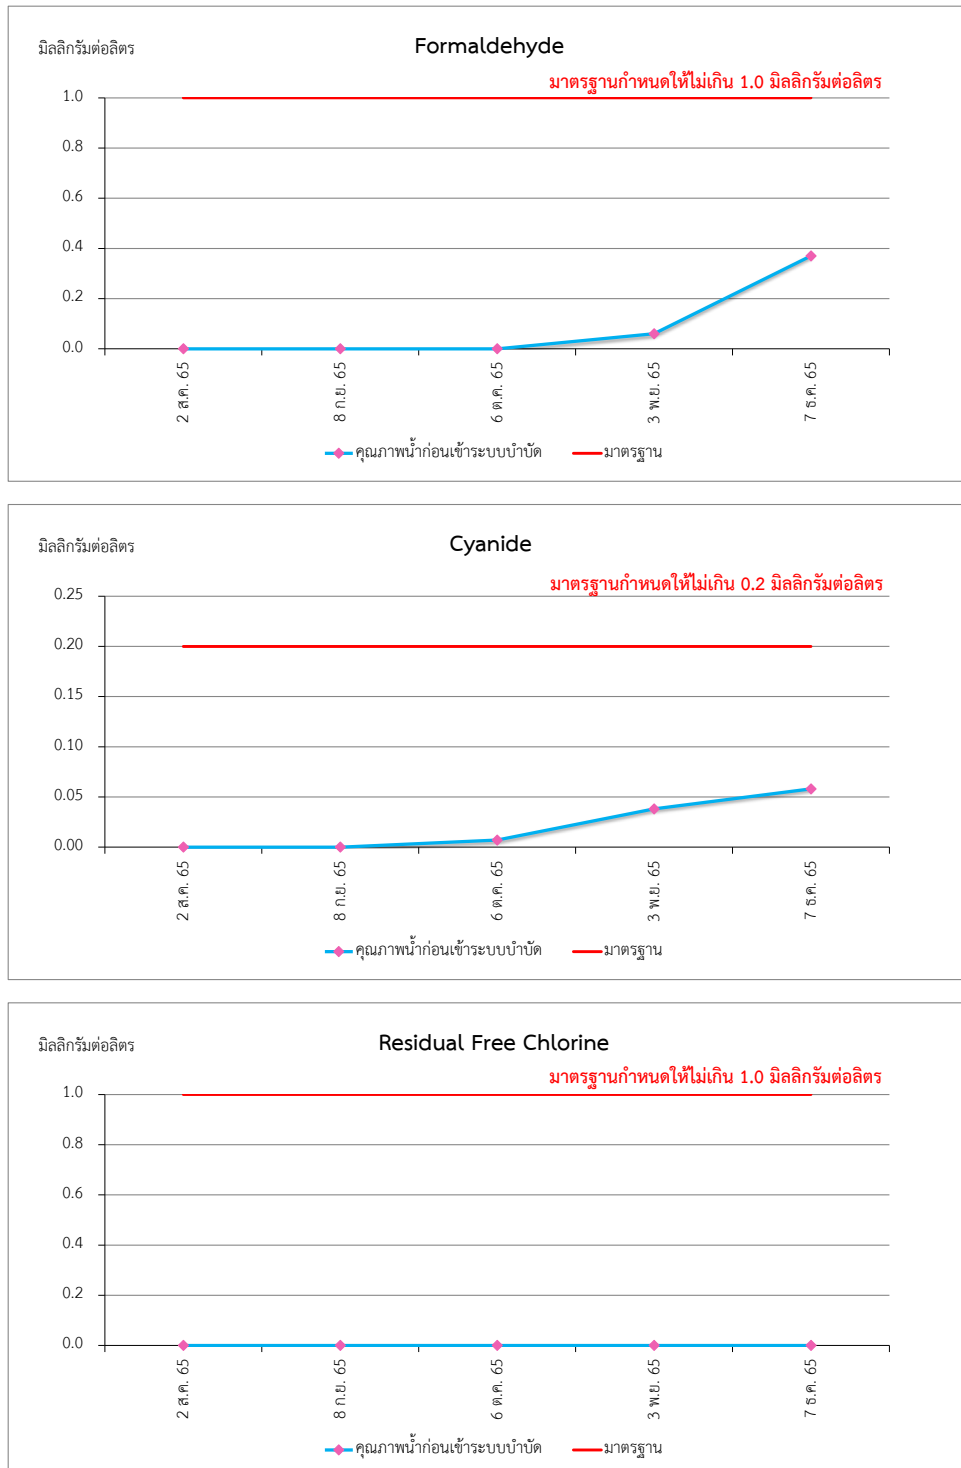 Formaldehyde
มิลลิกรัมต่อลิตร
มาตรฐานกำหนดให้ไม่เกิน 1.0 มิลลิกรัมต่อลิตร
1.0
0.8
0.6
0.4
0.2
0.0
2 ส.ค. 65
8 ก.ย. 65
6 ต.ค. 65
3 พ.ย. 65
7 ธ.ค. 65
คุณภาพน้ำก่อนเข้าระบบบำบัด มาตรฐาน
Cyanide
มิลลิกรัมต่อลิตร
มาตรฐานกำหนดให้ไม่เกิน 0.2 มิลลิกรัมต่อลิตร
0.25
0.20
0.15
0.10
0.05
0.00
2 ส.ค. 65
8 ก.ย. 65
6 ต.ค. 65
3 พ.ย. 65
7 ธ.ค. 65
คุณภาพน้ำก่อนเข้าระบบบำบัด มาตรฐาน
Residual Free Chlorine
มิลลิกรัมต่อลิตร
มาตรฐานกำหนดให้ไม่เกิน 1.0 มิลลิกรัมต่อลิตร
1.0
0.8
0.6
0.4
0.2
0.0
2 ส.ค. 65
8 ก.ย. 65
6 ต.ค. 65
3 พ.ย. 65
7 ธ.ค. 65
คุณภาพน้ำก่อนเข้าระบบบำบัด มาตรฐาน